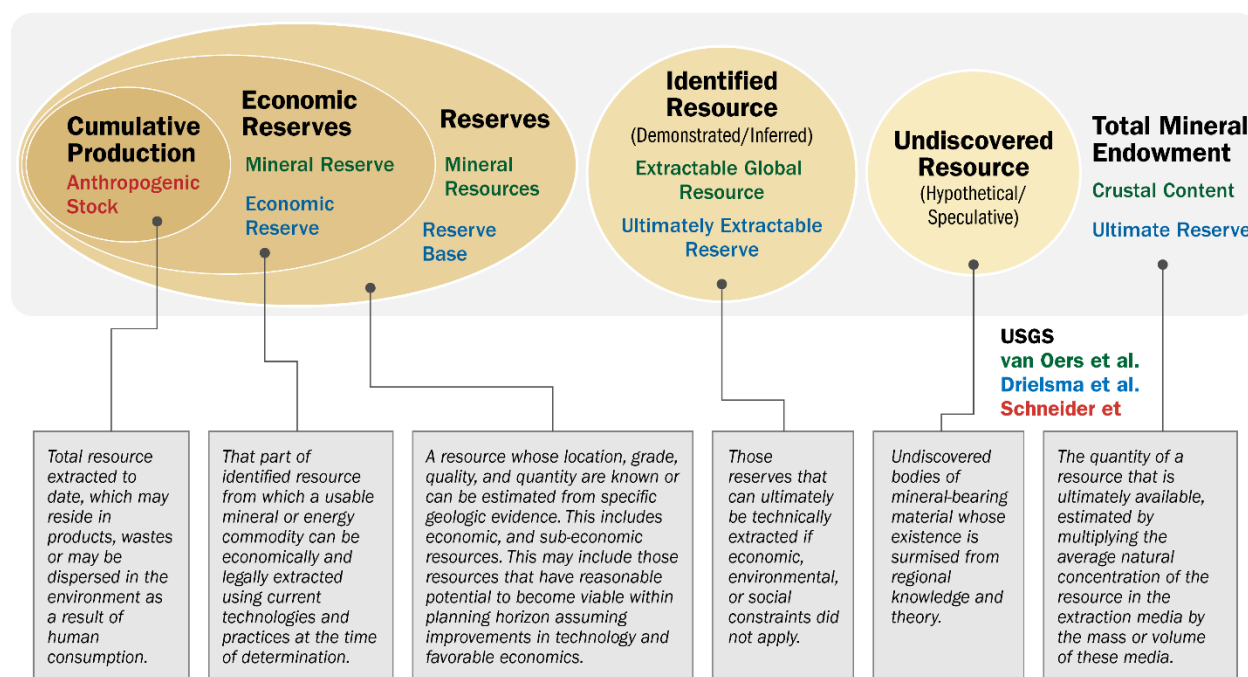 Cumulative
Production
Anthropogenic
Stock
Economic
Reserves
Mineral Reserve
Economic
Reserve
Reserves
Mineral
Resources
Reserve
Base
Identified
Resource
(Demonstrated/Inferred)
Extractable Global
Resource
Ultimately Extractable
Reserve
Undiscovered
Resource
(Hypothetical/
Speculative)
Total Mineral
Endowment
Crustal Content
Ultimate Reserve
USGS
van Oers et al.
Drielsma et al.
Schneider et
Total resource
extracted to
date, which may
reside in
products, wastes
or may be
dispersed in the
environment as
a result of
human
consumption.
That part of
identified resource
from which a usable
mineral or energy
commodity can be
economically and
legally extracted
using current
technologies and
practices at the time
of determination.
A resource whose location, grade,
quality, and quantity are known or
can be estimated from specific
geologic evidence. This includes
economic, and sub-economic
resources. This may include those
resources that have reasonable
potential to become viable within
planning horizon assuming
improvements in technology and
favorable economics.
Those
reserves that
can ultimately
be technically
extracted if
economic,
environmental,
or social
constraints did
not apply.
Undiscovered
bodies of
mineral-bearing
material whose
existence is
surmised from
regional
knowledge and
theory.
The quantity of a
resource that is
ultimately available,
estimated by
multiplying the
average natural
concentration of the
resource in the
extraction media by
the mass or volume
of these media.